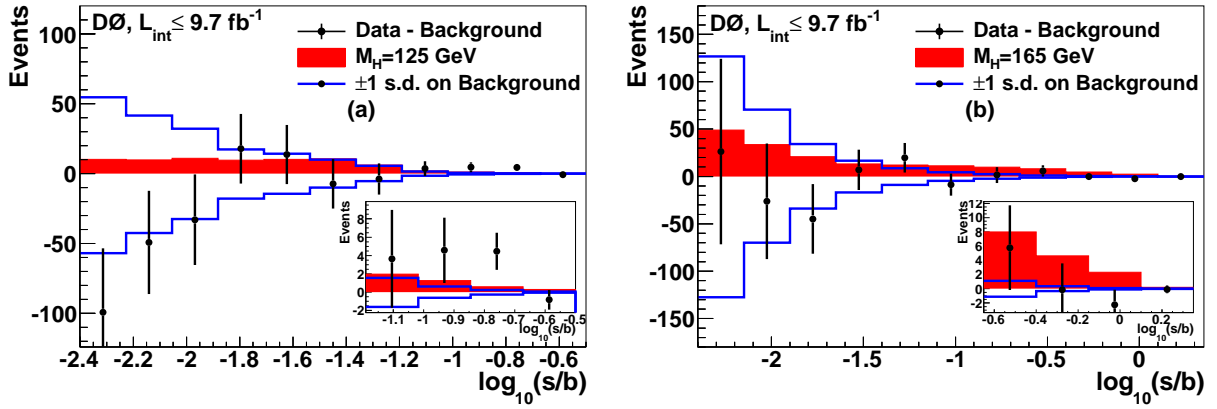 DØ, L_int ≤ 9.7 fb^-1
Data - Background
M_H=125 GeV
±1 s.d. on Background
(a)
Events
100
50
0
-50
-100
Events
8
6
4
2
0
-2
-1.1 -1 -0.9 -0.8 -0.7 -0.6 -0.5
log_10(s/b)
-2.4 -2.2 -2 -1.8 -1.6 -1.4 -1.2 -1 -0.8 -0.6
log_10(s/b)
DØ, L_int ≤ 9.7 fb^-1
Data - Background
M_H=165 GeV
±1 s.d. on Background
(b)
Events
150
100
50
0
-50
-100
-150
Events
12
10
8
6
4
2
0
-2
-0.6 -0.4 -0.2 0 0.2
log_10(s/b)
-2 -1.5 -1 -0.5 0
log_10(s/b)